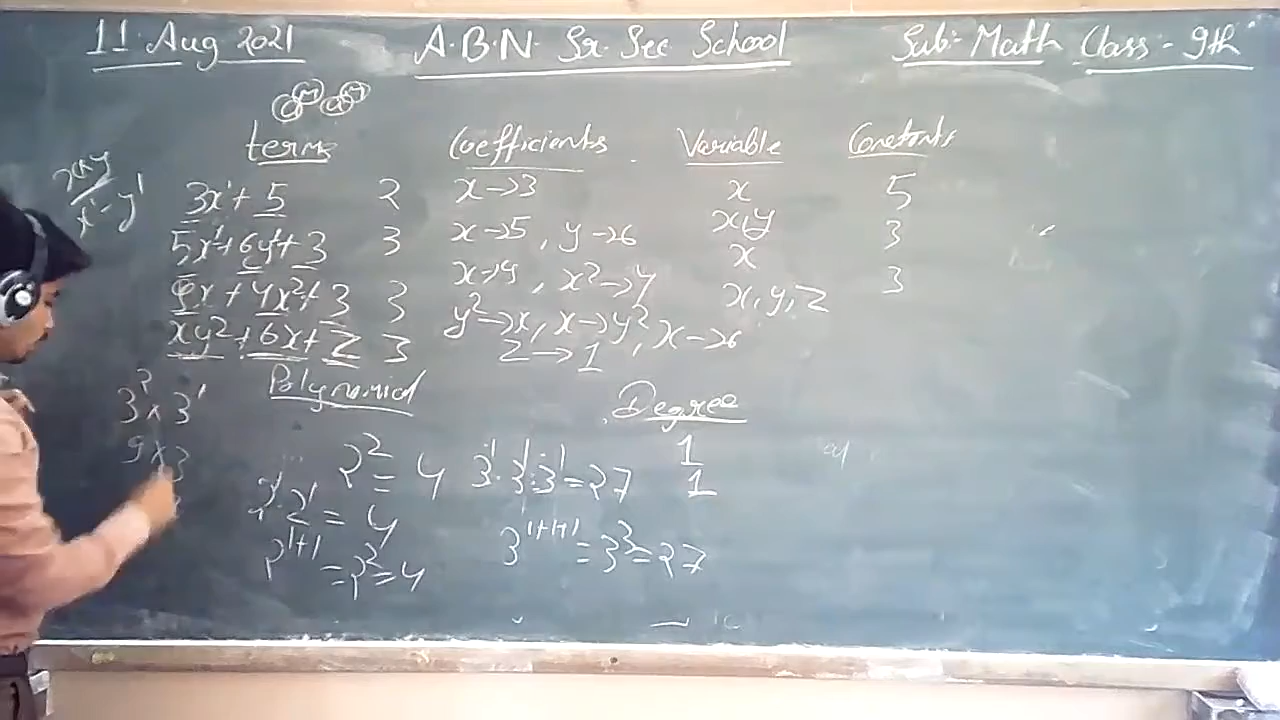 11 Aug 2021 A.B.N. Sr. Sec School Sub:- Math Class - 9th
terms Coefficients Variable Constants
3x¹ + 5 2 x→3 x 5
5x¹ + 6y¹ + 3 3 x→5, y→6 x,y 3
9x + 4x² + 3 3 x→9, x²→4 x 3
xy² + 6x + z 3 y²→x, x→y², x→6 x, y, z
z→1
x¹ - y¹
Polynomial Degree
3² × 3¹
9 × 3
2² = 4 3¹·3¹·3¹ = 27 1
2¹·2¹ = 4 1
2¹⁺¹ = 2² = 4 3¹⁺¹⁺¹ = 3³ = 27